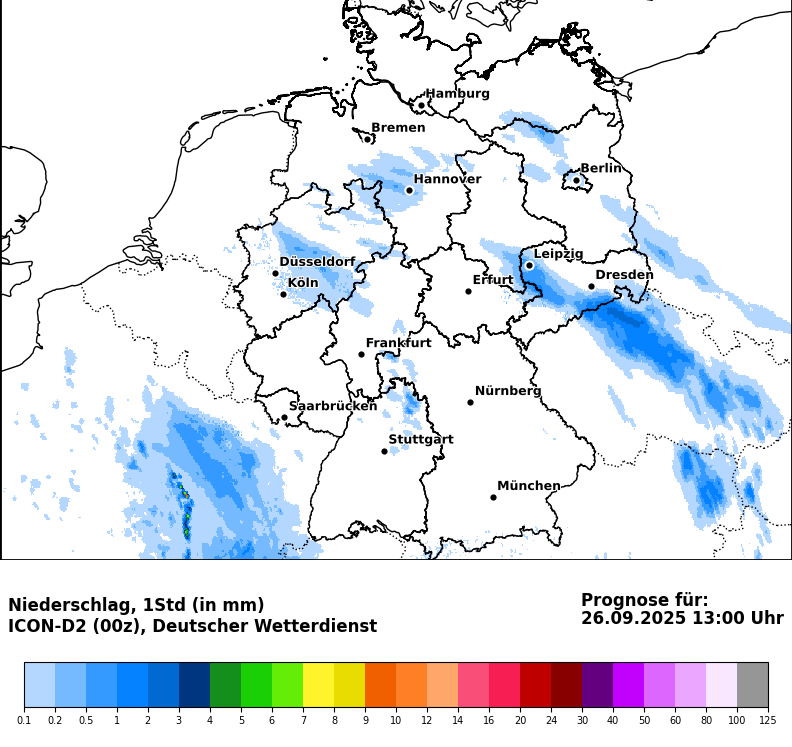 Hamburg
Bremen
Berlin
Hannover
Leipzig
Düsseldorf
Dresden
Köln
Erfurt
Frankfurt
Nürnberg
Saarbrücken
Stuttgart
München
Niederschlag, 1Std (in mm)
ICON-D2 (00z), Deutscher Wetterdienst
Prognose für:
26.09.2025 13:00 Uhr
0.1 0.2 0.5 1 2 3 4 5 6 7 8 9 10 12 14 16 20 24 30 40 50 60 80 100 125